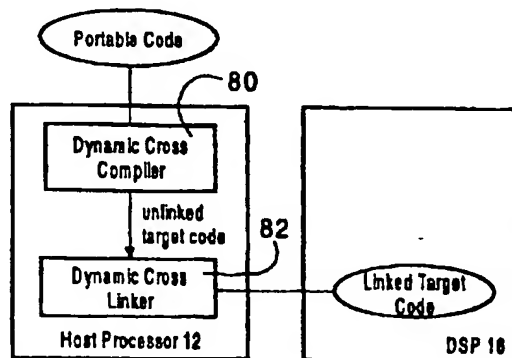 Portable Code
80
Dynamic Cross
Compiler
unlinked
target code
82
Dynamic Cross
Linker
Linked Target
Code
Host Processor 12
DSP 18